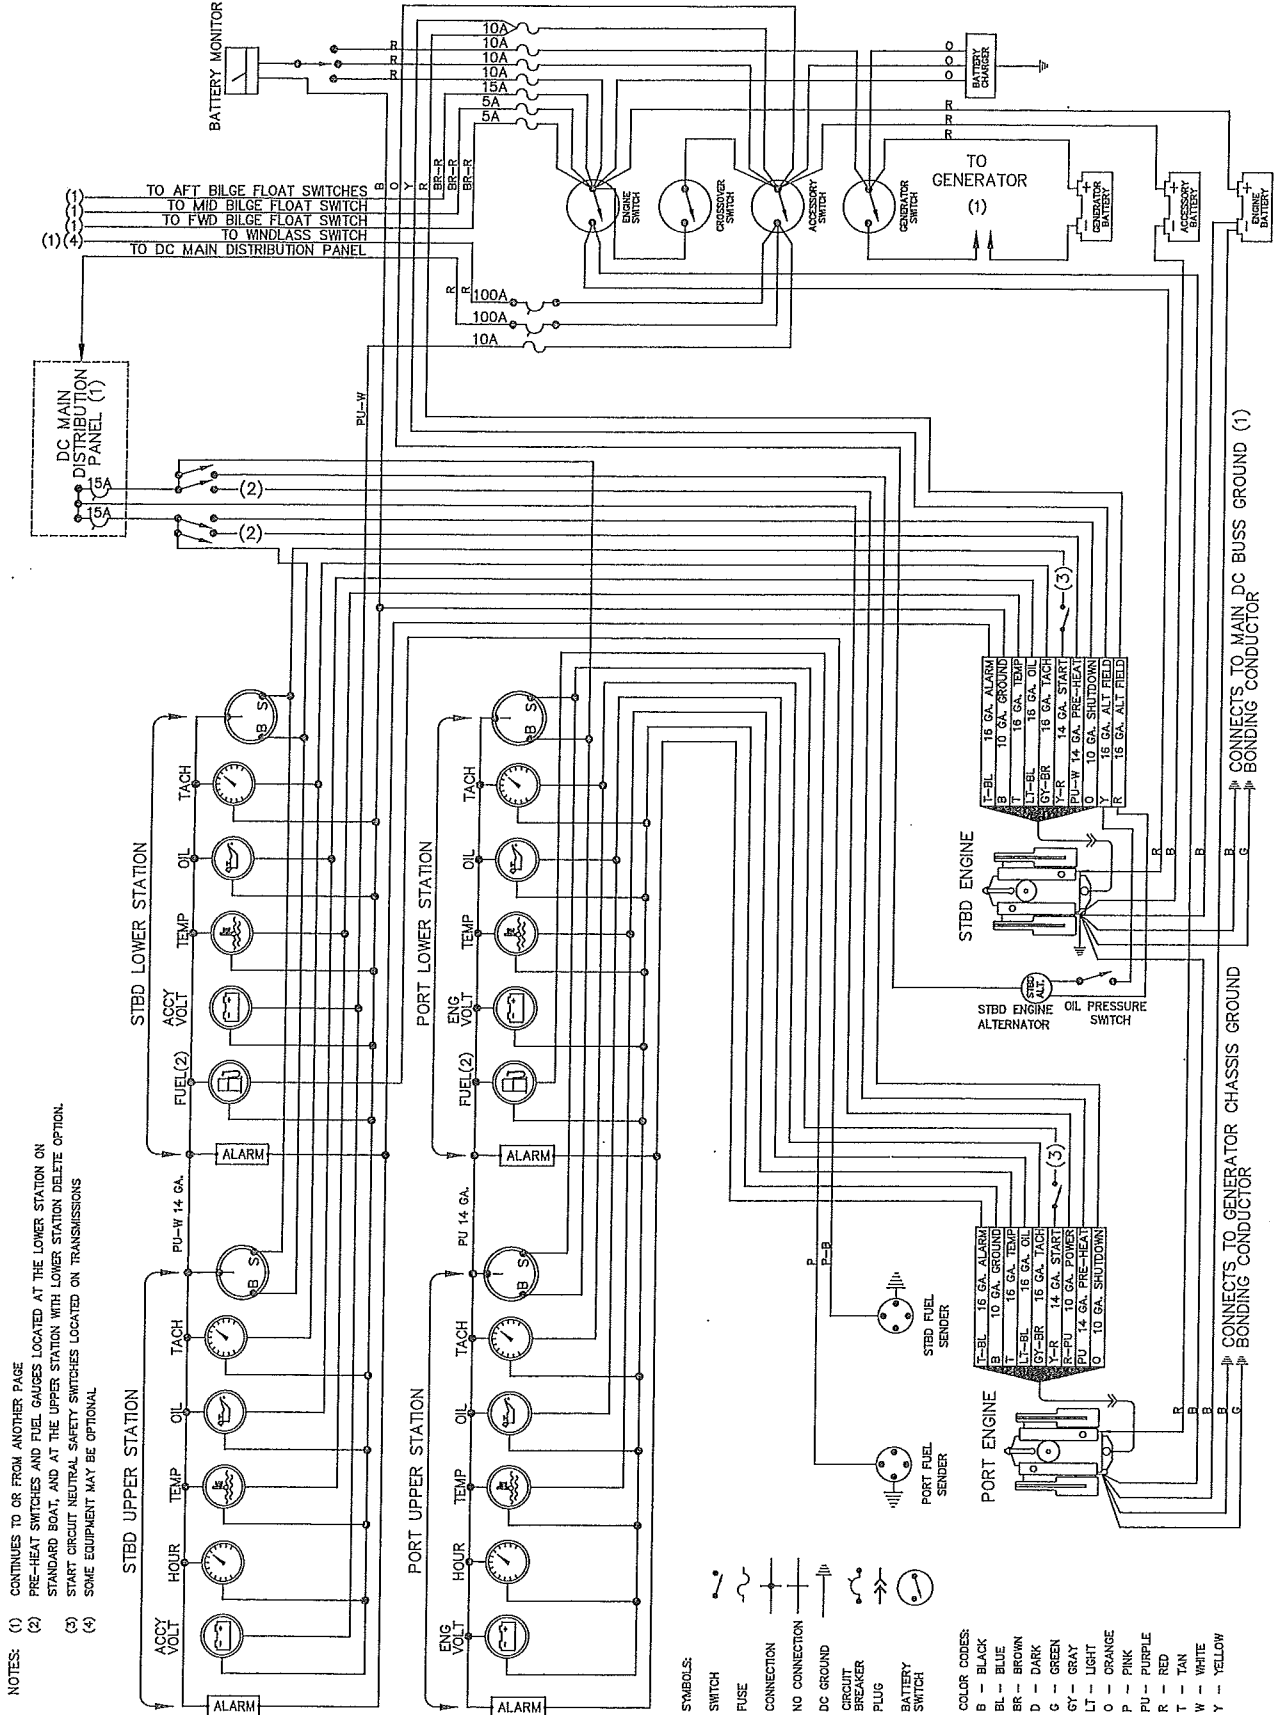 BATTERY MONITOR
R
R
R
10A
10A
10A
10A
15A
5A
5A
O
O
O
BATTERY CHARGER
R
R
R
(1) TO AFT BILGE FLOAT SWITCHES
(1) TO MID BILGE FLOAT SWITCH
(1) TO FWD BILGE FLOAT SWITCH
(1)(4) TO WINDLASS SWITCH
TO DC MAIN DISTRIBUTION PANEL
B
O
Y
R
BR-R
BR-R
BR-R
ENGINE SWITCH
CROSSOVER SWITCH
ACCESSORY SWITCH
GENERATOR SWITCH
TO GENERATOR
(1)
+
-
GENERATOR BATTERY
+
-
ACCESSORY BATTERY
+
-
ENGINE BATTERY
R
R
100A
100A
10A
DC MAIN
DISTRIBUTION
PANEL (1)
15A
15A
PU-W
(2)
(2)
(3)
STBD LOWER STATION
TACH
OIL
TEMP
ACCY VOLT
FUEL(2)
ALARM
I
B
S
PORT LOWER STATION
TACH
OIL
TEMP
ENG VOLT
FUEL(2)
ALARM
I
B
S
PU-W 14 GA.
PU 14 GA.
STBD UPPER STATION
TACH
OIL
TEMP
HOUR
ACCY VOLT
ALARM
I
B
S
PORT UPPER STATION
TACH
OIL
TEMP
HOUR
ENG VOLT
ALARM
I
B
S
T-BL 16 GA. ALARM
B 10 GA. GROUND
T 16 GA. TEMP
LT-BL 16 GA. OIL
GY-BR 16 GA. TACH
Y-R 14 GA. START
PU-W 14 GA. PRE-HEAT
O 10 GA. SHUTDOWN
Y 16 GA. ALT FIELD
R 16 GA. ALT FIELD
STBD ENGINE
R
B
B
G
CONNECTS TO MAIN DC BUSS GROUND (1)
BONDING CONDUCTOR
STBD ALT.
STBD ENGINE
ALTERNATOR
OIL PRESSURE
SWITCH
P
P-B
STBD FUEL
SENDER
PORT FUEL
SENDER
(3)
T-BL 16 GA. ALARM
B 10 GA. GROUND
T 16 GA. TEMP
LT-BL 16 GA. OIL
GY-BR 16 GA. TACH
Y-R 14 GA. START
R-PU 10 GA. POWER
PU 14 GA. PRE-HEAT
O 10 GA. SHUTDOWN
PORT ENGINE
R
B
B
B
G
CONNECTS TO GENERATOR CHASSIS GROUND
BONDING CONDUCTOR
NOTES: (1) CONTINUES TO OR FROM ANOTHER PAGE
(2) PRE-HEAT SWITCHES AND FUEL GAUGES LOCATED AT THE LOWER STATION ON
STANDARD BOAT, AND AT THE UPPER STATION WITH LOWER STATION DELETE OPTION.
(3) START CIRCUIT NEUTRAL SAFETY SWITCHES LOCATED ON TRANSMISSIONS
(4) SOME EQUIPMENT MAY BE OPTIONAL
SYMBOLS:
SWITCH
FUSE
CONNECTION
NO CONNECTION
DC GROUND
CIRCUIT
BREAKER
PLUG
BATTERY
SWITCH
COLOR CODES:
B - BLACK
BL - BLUE
BR - BROWN
D - DARK
G - GREEN
GY - GRAY
LT - LIGHT
O - ORANGE
P - PINK
PU - PURPLE
R - RED
T - TAN
W - WHITE
Y - YELLOW